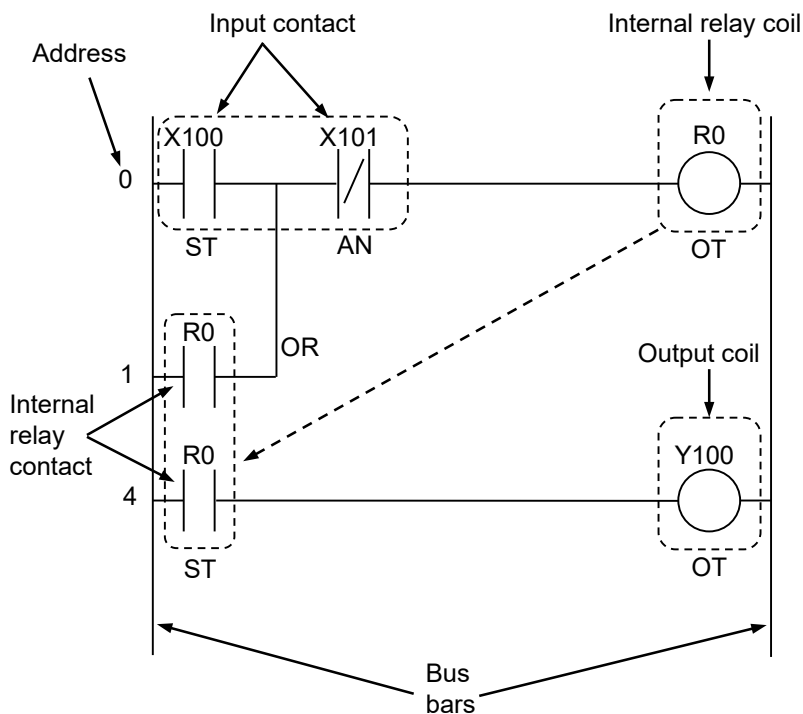 Input contact
Internal relay coil
Address
X100
X101
R0
0
ST
AN
OT
R0
OR
1
Output coil
Internal
relay
contact
R0
Y100
4
ST
OT
Bus
bars